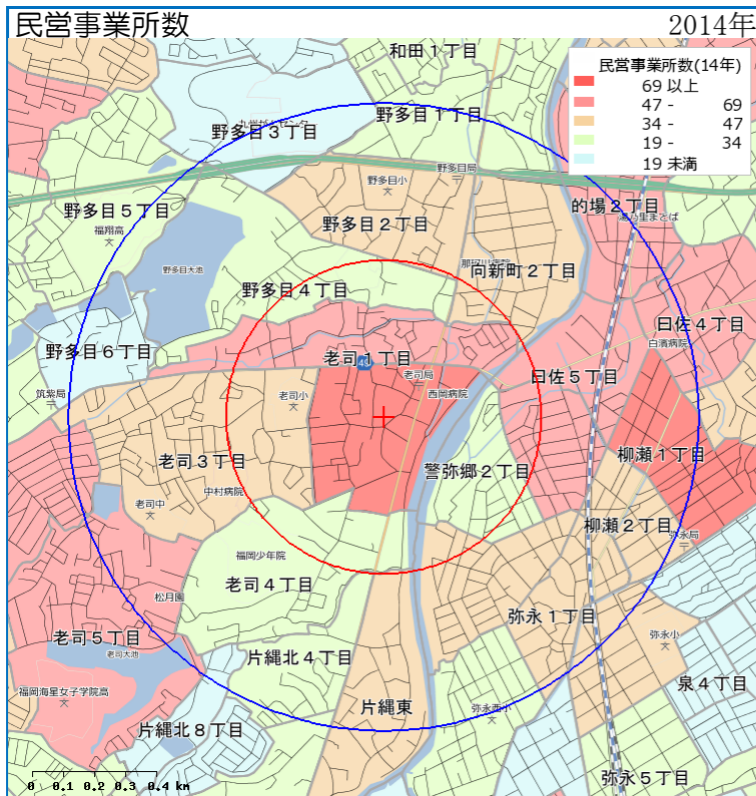 民営事業所数
2014年
民営事業所数(14年)
69 以上
47 - 69
34 - 47
19 - 34
19 未満
和田１丁目
野多目１丁目
野多目３丁目
野多目局
野多目小
野多目５丁目
福翔高
野多目２丁目
的場２丁目
向新町２丁目
野多目大池
野多目４丁目
曰佐４丁目
白濱病院
野多目６丁目
老司１丁目
老司局
曰佐５丁目
筑紫局
老司小
西岡病院
柳瀬１丁目
老司３丁目
警弥郷２丁目
中村病院
老司中
柳瀬２丁目
弥永局
福岡少年院
老司４丁目
松月園
弥永１丁目
弥永小
老司５丁目
老司大池
片縄北４丁目
泉４丁目
福岡海星女子学院高
片縄東
弥永西小
片縄北８丁目
弥永５丁目
0 0.1 0.2 0.3 0.4 km